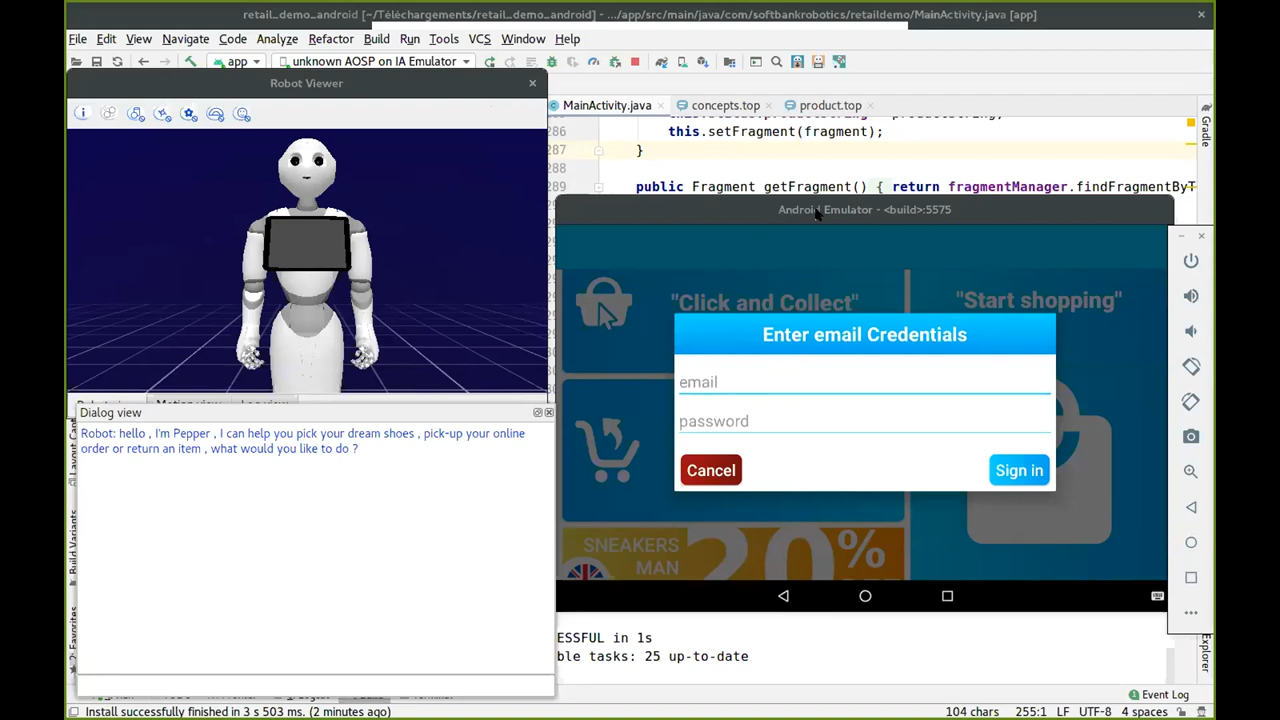 retail_demo_android [~/Téléchargements/retail_demo_android] - .../app/src/main/java/com/softbankrobotics/retaildemo/MainActivity.java [app]
File Edit View Navigate Code Analyze Refactor Build Run Tools VCS Window Help
app unknown AOSP on IA Emulator
Robot Viewer
MainActivity.java concepts.top product.top
286 this.setFragment(fragment);
287 }
288
289 public Fragment getFragment() { return fragmentManager.findFragmentByT
Gradle
Android Emulator - <build>:5575
"Click and Collect"
"Start shopping"
Enter email Credentials
email
password
Cancel Sign in
SNEAKERS
MAN
20%
Dialog view
Robot: hello , I'm Pepper , I can help you pick your dream shoes , pick-up your online
order or return an item , what would you like to do ?
Build Variants
2: Favorites
ESSFUL in 1s
ble tasks: 25 up-to-date
Explorer
Event Log
Install successfully finished in 3 s 503 ms. (2 minutes ago)
104 chars 255:1 LF UTF-8 4 spaces